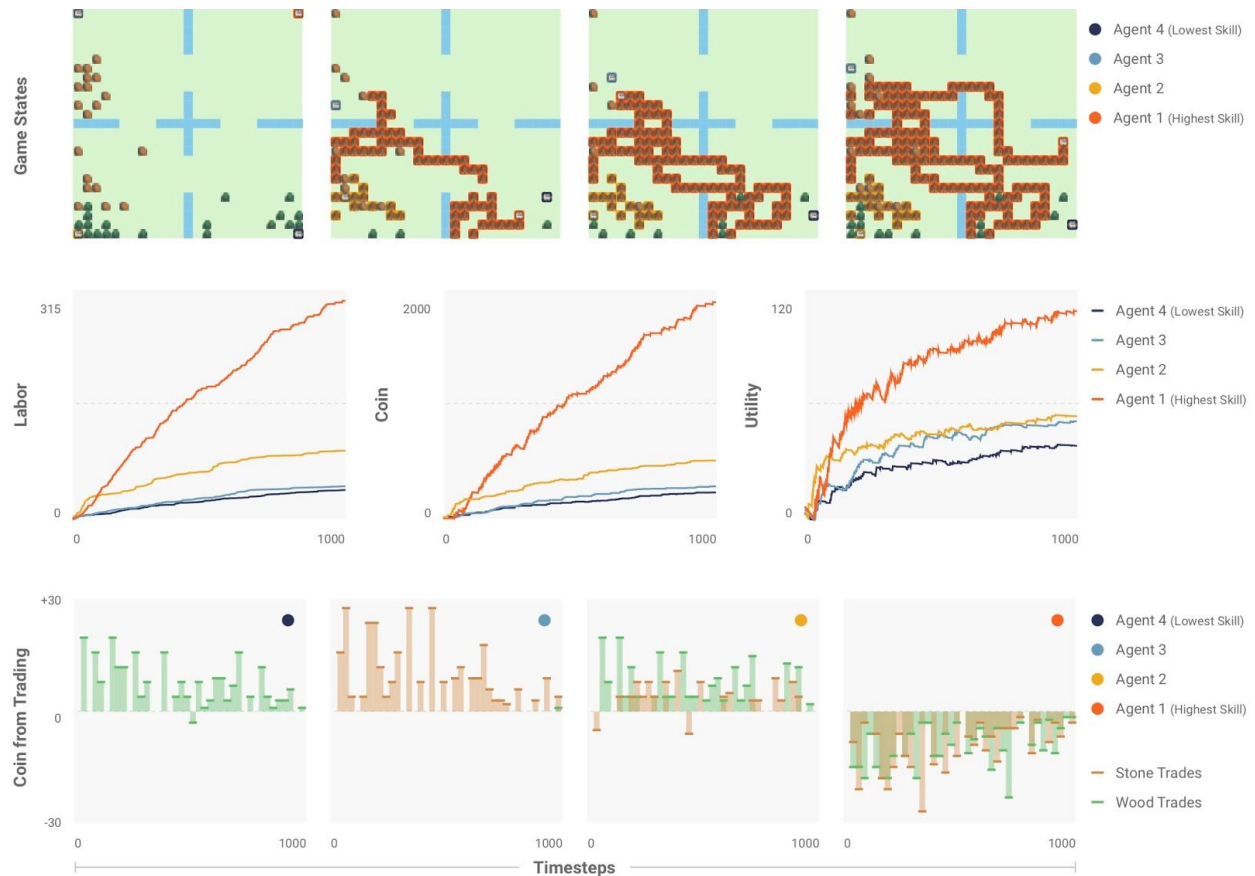 Game States
Agent 4 (Lowest Skill)
Agent 3
Agent 2
Agent 1 (Highest Skill)
Labor
315
0
0
1000
Coin
2000
0
0
1000
Utility
120
0
0
1000
Agent 4 (Lowest Skill)
Agent 3
Agent 2
Agent 1 (Highest Skill)
Coin from Trading
+30
0
-30
0
1000
0
1000
0
1000
0
1000
Agent 4 (Lowest Skill)
Agent 3
Agent 2
Agent 1 (Highest Skill)
Stone Trades
Wood Trades
Timesteps